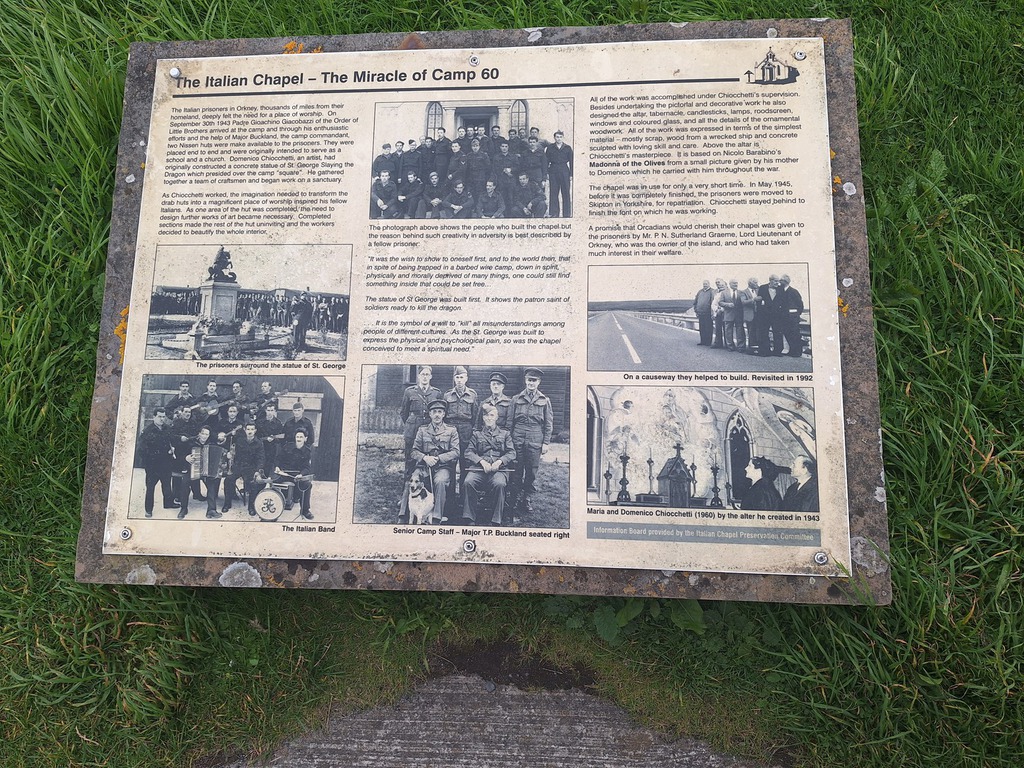 The Italian Chapel – The Miracle of Camp 60
The Italian prisoners in Orkney, thousands of miles from their
homeland, deeply felt the need for a place of worship. On
September 30th 1943 Padre Gioachino Giacobazzi of the Order of
Little Brothers arrived at the camp and through his enthusiastic
efforts and the help of Major Buckland, the camp commandant,
two Nissen huts were made available to the prisoners. They were
placed end to end and were originally intended to serve as a
school and a church. Domenico Chiocchetti, an artist, had
originally constructed a concrete statue of St. George Slaying the
Dragon which presided over the camp "square". He gathered
together a team of craftsmen and began work on a sanctuary.
As Chiocchetti worked, the imagination needed to transform the
drab huts into a magnificent place of worship inspired his fellow
Italians. As one area of the hut was completed, the need to
design further works of art became necessary. Completed
sections made the rest of the hut uninviting and the workers
decided to beautify the whole interior.
The prisoners surround the statue of St. George
The Italian Band
The photograph above shows the people who built the chapel but
the reason behind such creativity in adversity is best described by
a fellow prisoner:
"It was the wish to show to oneself first, and to the world then, that
in spite of being trapped in a barbed wire camp, down in spirit,
physically and morally deprived of many things, one could still find
something inside that could be set free...
The statue of St George was built first. It shows the patron saint of
soldiers ready to kill the dragon.
. . . It is the symbol of a will to "kill" all misunderstandings among
people of different cultures. As the St. George was built to
express the physical and psychological pain, so was the chapel
conceived to meet a spiritual need."
Senior Camp Staff – Major T.P. Buckland seated right
All of the work was accomplished under Chiocchetti's supervision.
Besides undertaking the pictorial and decorative work he also
designed the altar, tabernacle, candlesticks, lamps, roodscreen,
windows and coloured glass, and all the details of the ornamental
woodwork. All of the work was expressed in terms of the simplest
material - mostly scrap, wood from a wrecked ship and concrete
sculpted with loving skill and care. Above the altar is
Chiocchetti's masterpiece. It is based on Nicolo Barabino's
Madonna of the Olives from a small picture given by his mother
to Domenico which he carried with him throughout the war.
The chapel was in use for only a very short time. In May 1945,
before it was completely finished, the prisoners were moved to
Skipton in Yorkshire, for repatriation. Chiocchetti stayed behind to
finish the font on which he was working.
A promise that Orcadians would cherish their chapel was given to
the prisoners by Mr. P. N. Sutherland Graeme, Lord Lieutenant of
Orkney, who was the owner of the island, and who had taken
much interest in their welfare.
On a causeway they helped to build. Revisited in 1992
Maria and Domenico Chiocchetti (1960) by the alter he created in 1943
Information Board provided by the Italian Chapel Preservation Committee